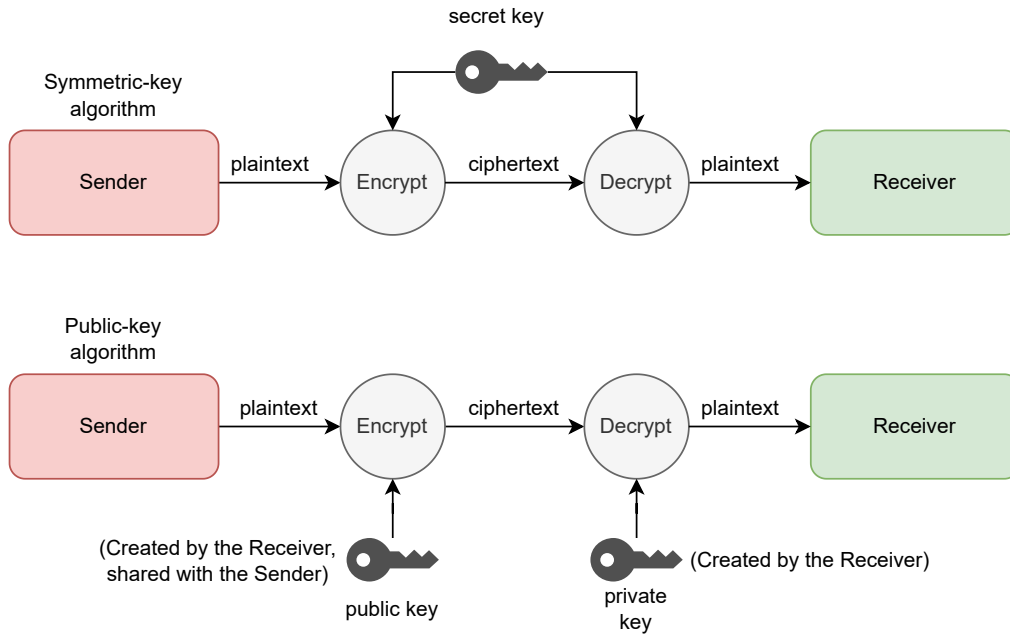 secret key
Symmetric-key
algorithm
Sender
plaintext
Encrypt
ciphertext
Decrypt
plaintext
Receiver
Public-key
algorithm
Sender
plaintext
Encrypt
ciphertext
Decrypt
plaintext
Receiver
(Created by the Receiver,
shared with the Sender)
public key
(Created by the Receiver)
private
key